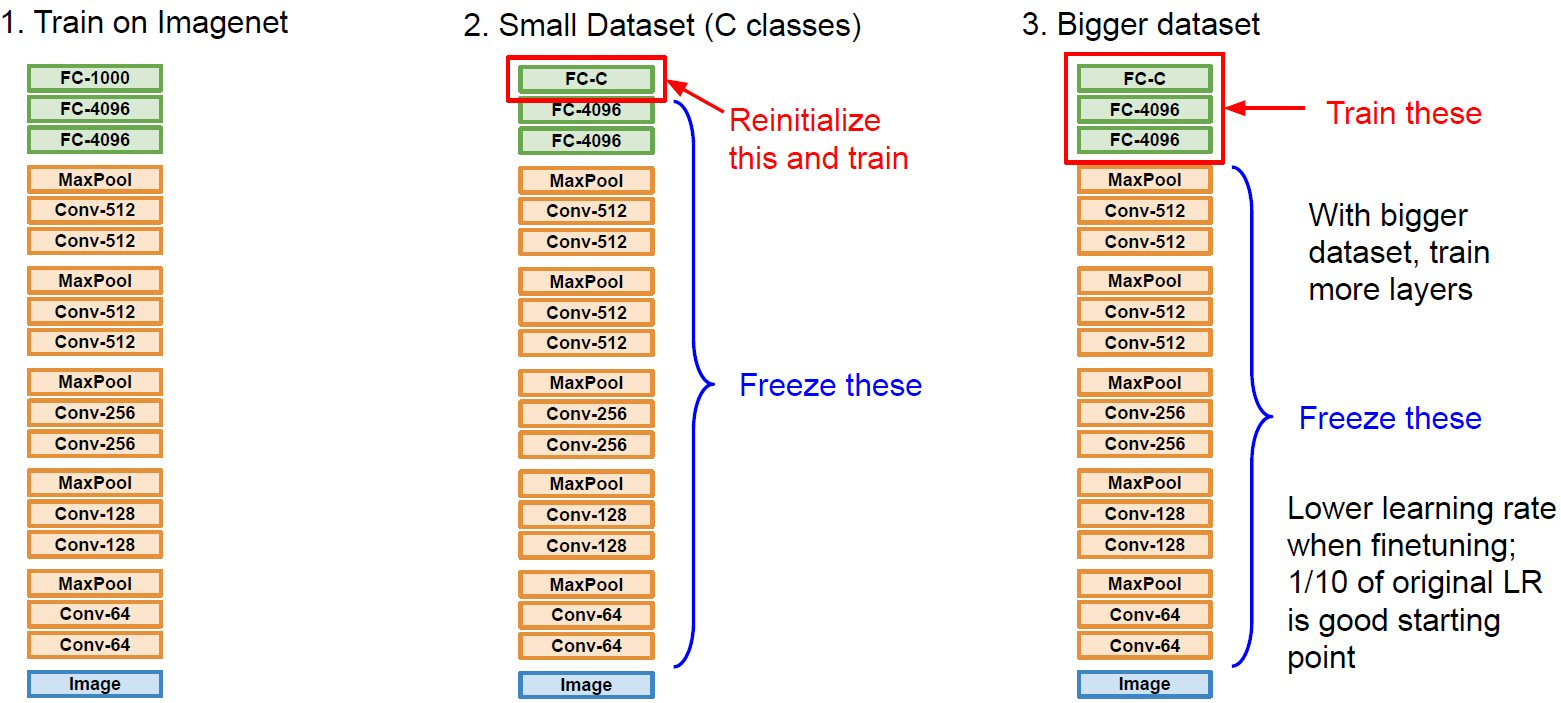 1. Train on Imagenet
FC-1000
FC-4096
FC-4096
MaxPool
Conv-512
Conv-512
MaxPool
Conv-512
Conv-512
MaxPool
Conv-256
Conv-256
MaxPool
Conv-128
Conv-128
MaxPool
Conv-64
Conv-64
Image
2. Small Dataset (C classes)
FC-C
FC-4096
FC-4096
MaxPool
Conv-512
Conv-512
MaxPool
Conv-512
Conv-512
MaxPool
Conv-256
Conv-256
MaxPool
Conv-128
Conv-128
MaxPool
Conv-64
Conv-64
Image
Reinitialize
this and train
Freeze these
3. Bigger dataset
FC-C
FC-4096
FC-4096
MaxPool
Conv-512
Conv-512
MaxPool
Conv-512
Conv-512
MaxPool
Conv-256
Conv-256
MaxPool
Conv-128
Conv-128
MaxPool
Conv-64
Conv-64
Image
Train these
With bigger
dataset, train
more layers
Freeze these
Lower learning rate
when finetuning;
1/10 of original LR
is good starting
point